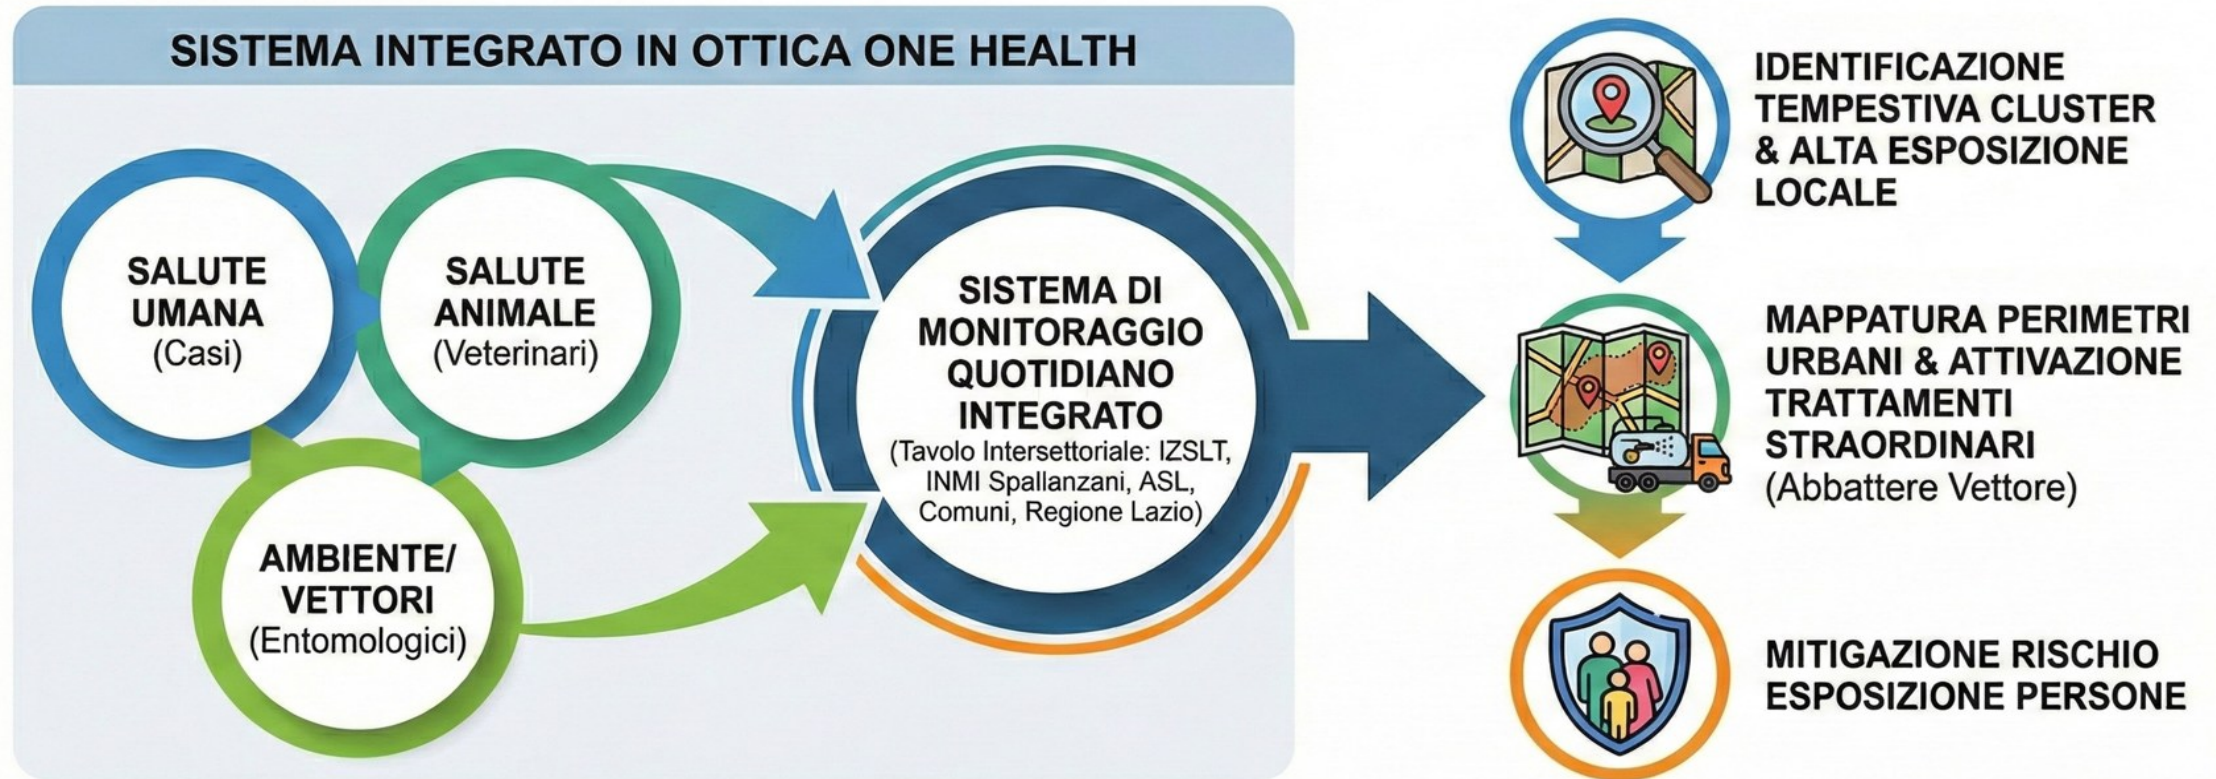 SISTEMA INTEGRATO IN OTTICA ONE HEALTH
SALUTE
UMANA
(Casi)
SALUTE
ANIMALE
(Veterinari)
AMBIENTE/
VETTORI
(Entomologici)
SISTEMA DI
MONITORAGGIO
QUOTIDIANO
INTEGRATO
(Tavolo Intersettoriale: IZSLT,
INMI Spallanzani, ASL,
Comuni, Regione Lazio)
IDENTIFICAZIONE
TEMPESTIVA CLUSTER
& ALTA ESPOSIZIONE
LOCALE
MAPPATURA PERIMETRI
URBANI & ATTIVAZIONE
TRATTAMENTI
STRAORDINARI
(Abbattere Vettore)
MITIGAZIONE RISCHIO
ESPOSIZIONE PERSONE